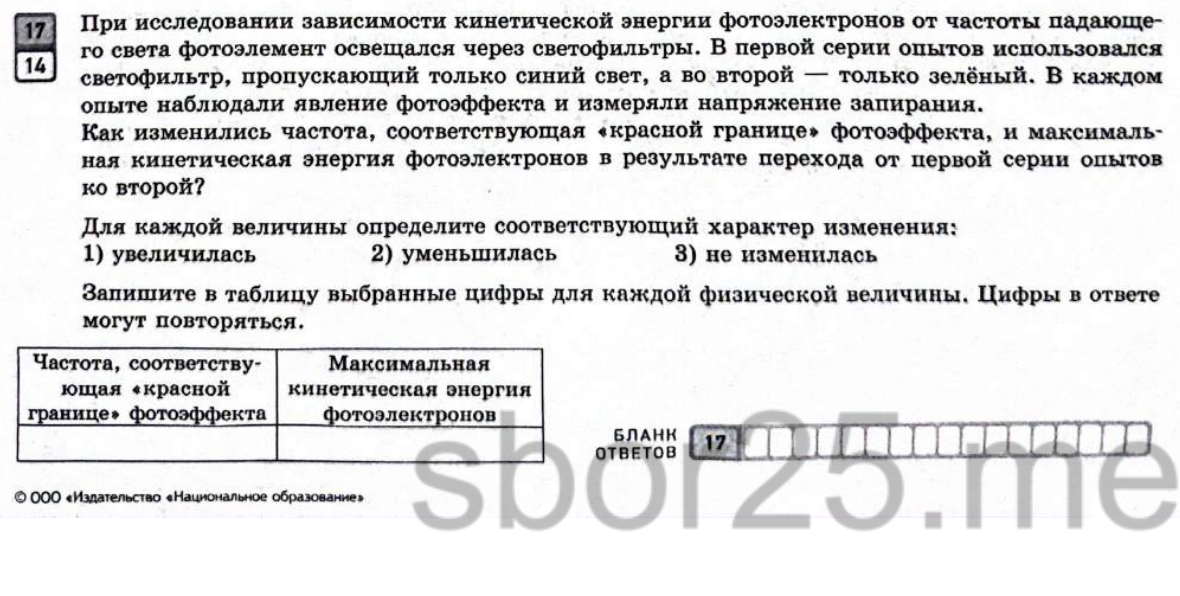 17
14
При исследовании зависимости кинетической энергии фотоэлектронов от частоты падающе-
го света фотоэлемент освещался через светофильтры. В первой серии опытов использовался
светофильтр, пропускающий только синий свет, а во второй — только зелёный. В каждом
опыте наблюдали явление фотоэффекта и измеряли напряжение запирания.
Как изменились частота, соответствующая «красной границе» фотоэффекта, и максималь-
ная кинетическая энергия фотоэлектронов в результате перехода от первой серии опытов
ко второй?
Для каждой величины определите соответствующий характер изменения:
1) увеличилась 2) уменьшилась 3) не изменилась
Запишите в таблицу выбранные цифры для каждой физической величины. Цифры в ответе
могут повторяться.
Частота, соответству-
ющая «красной
границе» фотоэффекта
Максимальная
кинетическая энергия
фотоэлектронов
БЛАНК
ОТВЕТОВ
17
© ООО «Издательство «Национальное образование»
sbor25.me